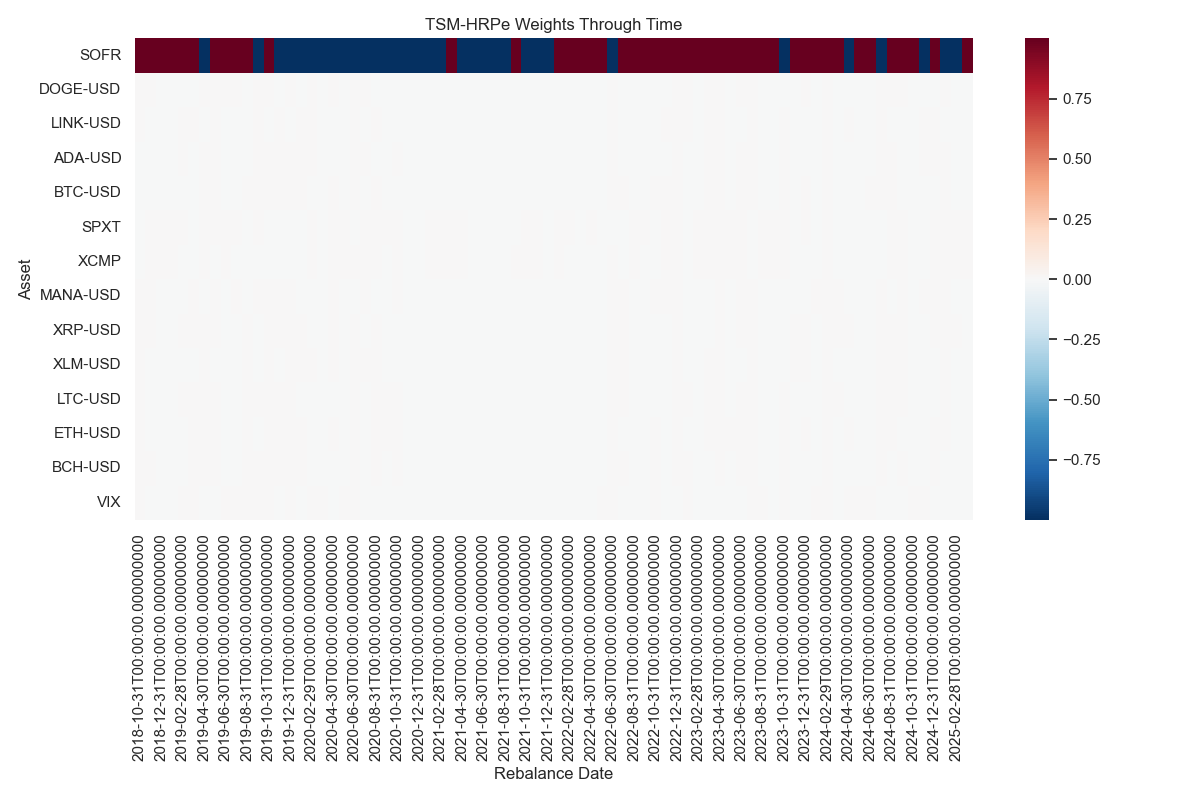 TSM-HRPe Weights Through Time
Asset
SOFR
DOGE-USD
LINK-USD
ADA-USD
BTC-USD
SPXT
XCMP
MANA-USD
XRP-USD
XLM-USD
LTC-USD
ETH-USD
BCH-USD
VIX
0.75
0.50
0.25
0.00
−0.25
−0.50
−0.75
2018-10-31T00:00:00.000000000
2018-12-31T00:00:00.000000000
2019-02-28T00:00:00.000000000
2019-04-30T00:00:00.000000000
2019-06-30T00:00:00.000000000
2019-08-31T00:00:00.000000000
2019-10-31T00:00:00.000000000
2019-12-31T00:00:00.000000000
2020-02-29T00:00:00.000000000
2020-04-30T00:00:00.000000000
2020-06-30T00:00:00.000000000
2020-08-31T00:00:00.000000000
2020-10-31T00:00:00.000000000
2020-12-31T00:00:00.000000000
2021-02-28T00:00:00.000000000
2021-04-30T00:00:00.000000000
2021-06-30T00:00:00.000000000
2021-08-31T00:00:00.000000000
2021-10-31T00:00:00.000000000
2021-12-31T00:00:00.000000000
2022-02-28T00:00:00.000000000
2022-04-30T00:00:00.000000000
2022-06-30T00:00:00.000000000
2022-08-31T00:00:00.000000000
2022-10-31T00:00:00.000000000
2022-12-31T00:00:00.000000000
2023-02-28T00:00:00.000000000
2023-04-30T00:00:00.000000000
2023-06-30T00:00:00.000000000
2023-08-31T00:00:00.000000000
2023-10-31T00:00:00.000000000
2023-12-31T00:00:00.000000000
2024-02-29T00:00:00.000000000
2024-04-30T00:00:00.000000000
2024-06-30T00:00:00.000000000
2024-08-31T00:00:00.000000000
2024-10-31T00:00:00.000000000
2024-12-31T00:00:00.000000000
2025-02-28T00:00:00.000000000
Rebalance Date